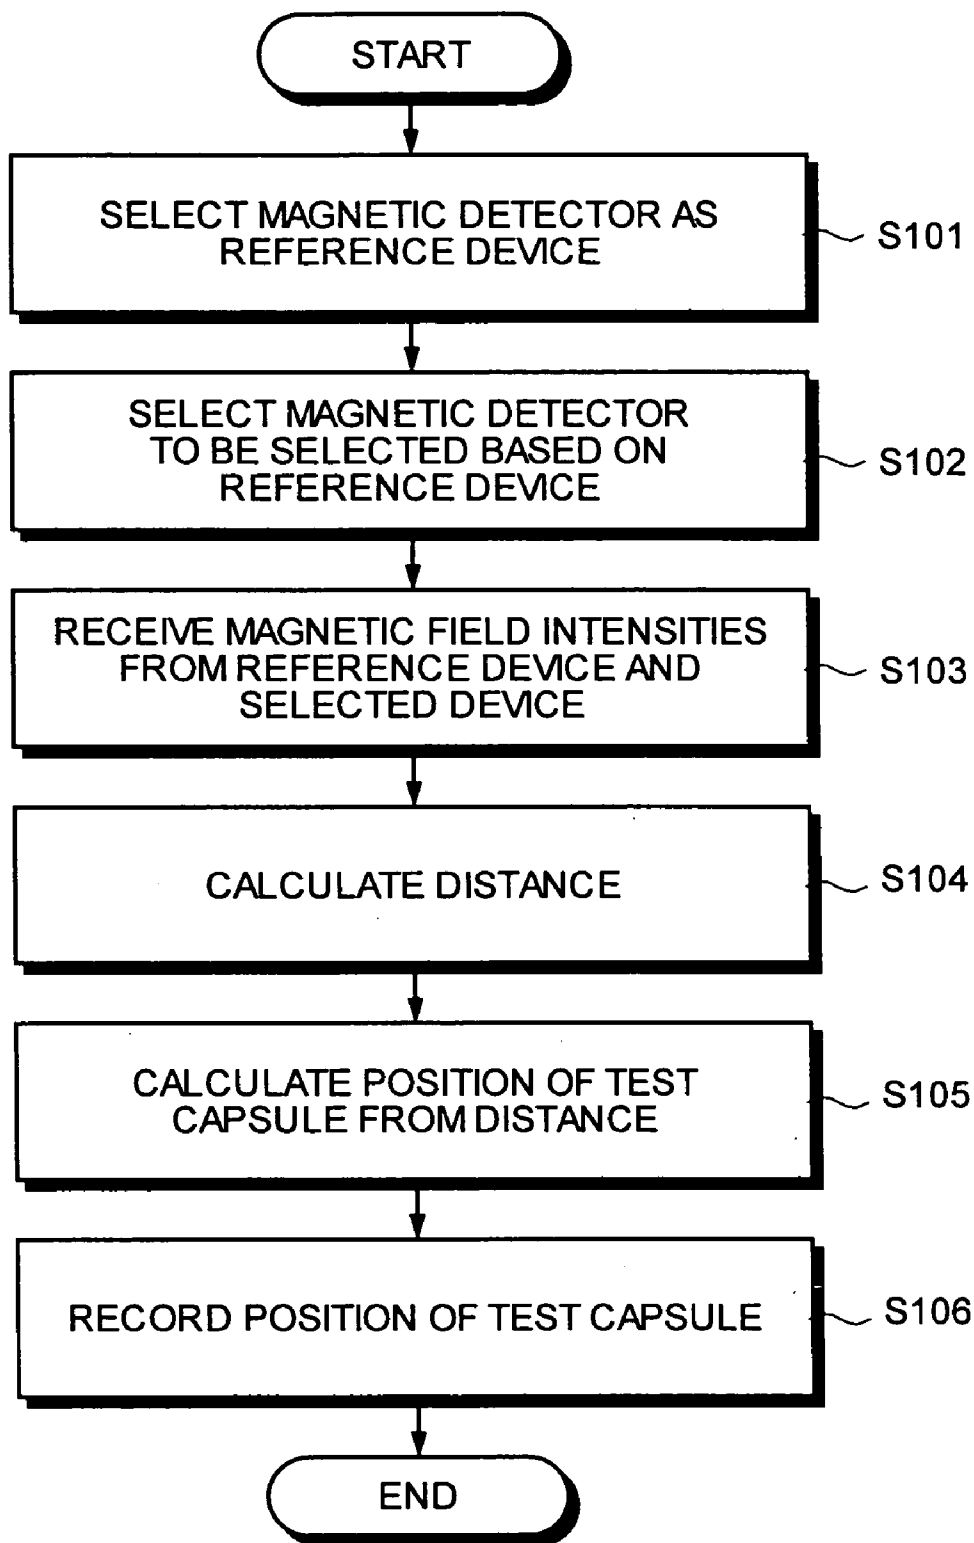 START
SELECT MAGNETIC DETECTOR AS
REFERENCE DEVICE
S101
SELECT MAGNETIC DETECTOR
TO BE SELECTED BASED ON
REFERENCE DEVICE
S102
RECEIVE MAGNETIC FIELD INTENSITIES
FROM REFERENCE DEVICE AND
SELECTED DEVICE
S103
CALCULATE DISTANCE
S104
CALCULATE POSITION OF TEST
CAPSULE FROM DISTANCE
S105
RECORD POSITION OF TEST CAPSULE
S106
END